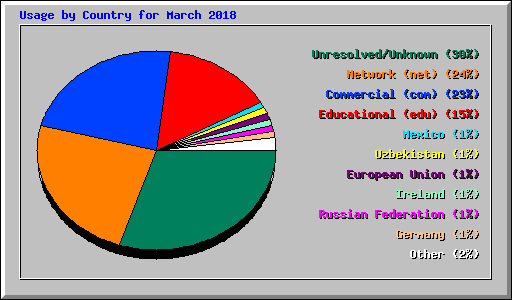 Usage by Country for March 2018
Unresolved/Unknown (30%)
Network (net) (24%)
Commercial (com) (23%)
Educational (edu) (15%)
Mexico (1%)
Uzbekistan (1%)
European Union (1%)
Ireland (1%)
Russian Federation (1%)
Germany (1%)
Other (2%)